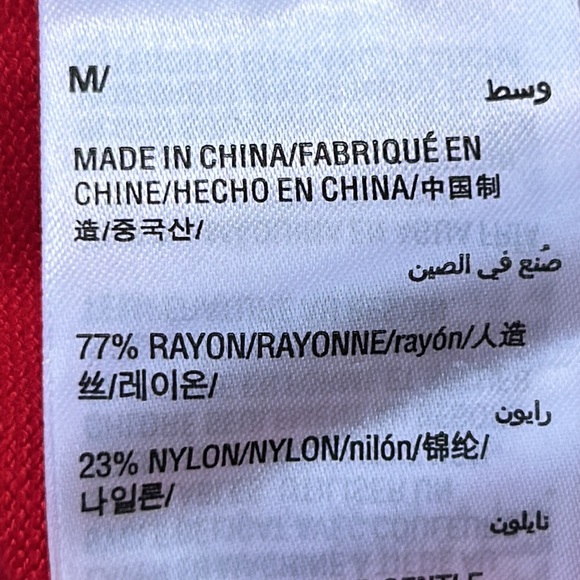 M/
وسط
MADE IN CHINA/FABRIQUÉ EN
CHINE/HECHO EN CHINA/中国制
造/중국산/
صُنع في الصين
77% RAYON/RAYONNE/rayón/人造
丝/레이온/
رايون
23% NYLON/NYLON/nilón/锦纶/
나일론/
نايلون
GENTLE